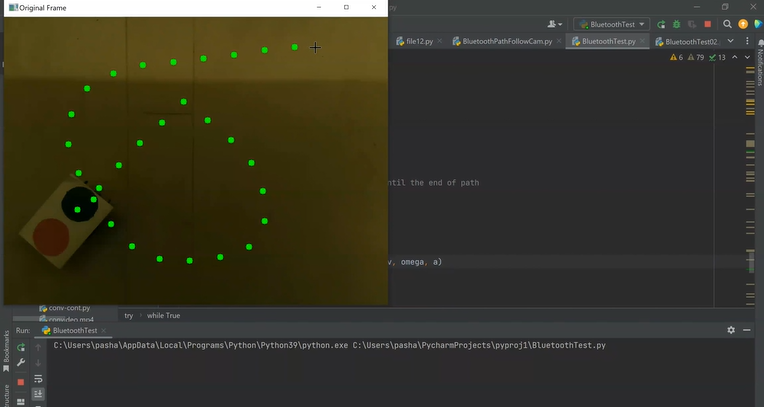 Original Frame
.py
BluetoothTest
file12.py
BluetoothPathFollowCam.py
BluetoothTest.py
BluetoothTest02.
6 79 13
Notifications
ntil the end of path
v, omega, a)
conv-cont.py
convideo.mp4
try
while True
Run:
BluetoothTest
C:\Users\pasha\AppData\Local\Programs\Python\Python39\python.exe C:\Users\pasha\PycharmProjects\pyproj1\BluetoothTest.py
Bookmarks
tructure